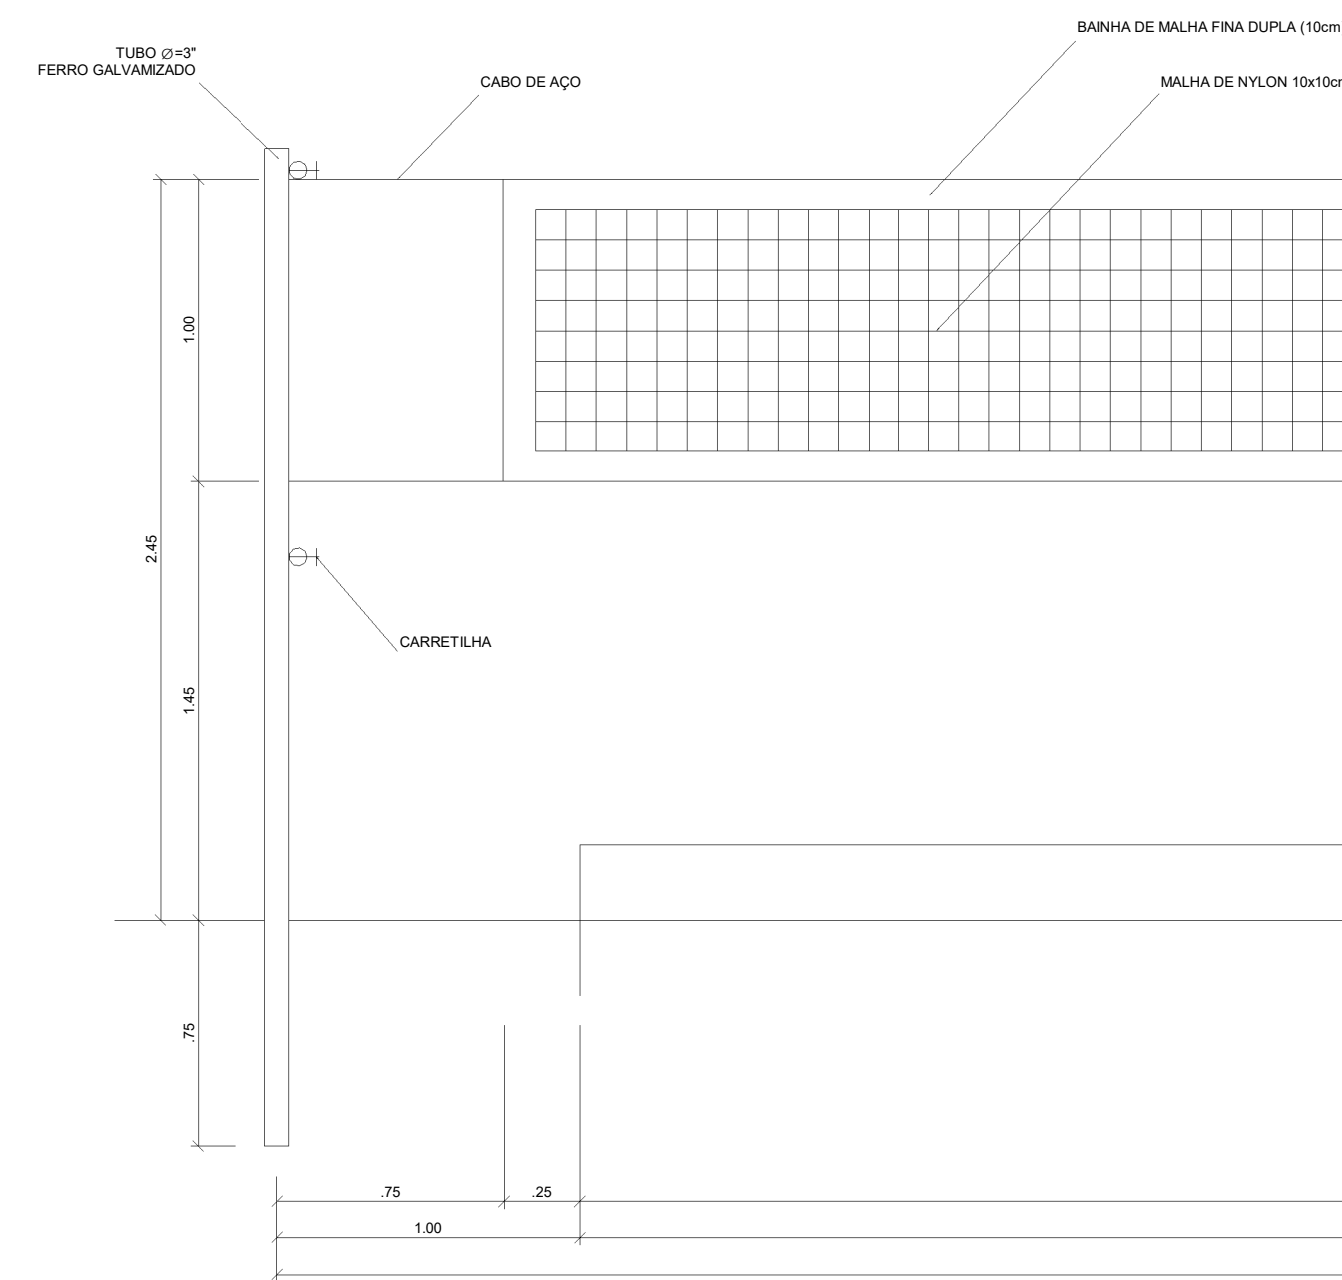 BAINHA DE MALHA FINA DUPLA (10cm
TUBO Ø=3"
FERRO GALVAMIZADO
CABO DE AÇO
MALHA DE NYLON 10x10cm
1.00
2.45
CARRETILHA
1.45
.75
.75
.25
1.00